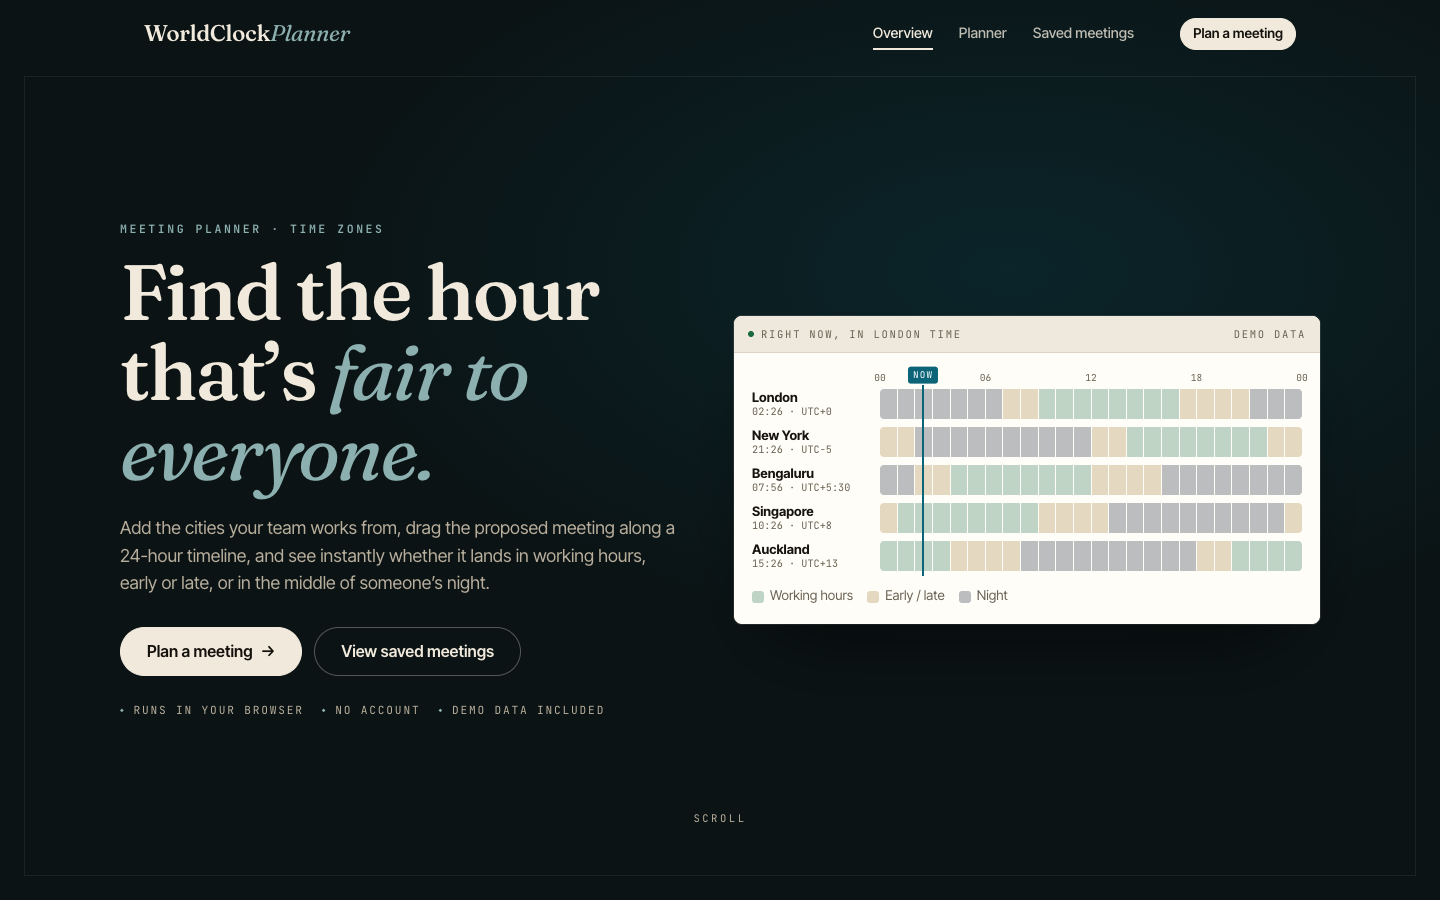 WorldClockPlanner
Overview Planner Saved meetings Plan a meeting
MEETING PLANNER · TIME ZONES
Find the hour
that’s fair to
everyone.
Add the cities your team works from, drag the proposed meeting along a
24-hour timeline, and see instantly whether it lands in working hours,
early or late, or in the middle of someone’s night.
Plan a meeting →
View saved meetings
• RUNS IN YOUR BROWSER • NO ACCOUNT • DEMO DATA INCLUDED
RIGHT NOW, IN LONDON TIME DEMO DATA
00 NOW 06 12 18 00
London
02:26 · UTC+0
New York
21:26 · UTC-5
Bengaluru
07:56 · UTC+5:30
Singapore
10:26 · UTC+8
Auckland
15:26 · UTC+13
Working hours Early / late Night
SCROLL